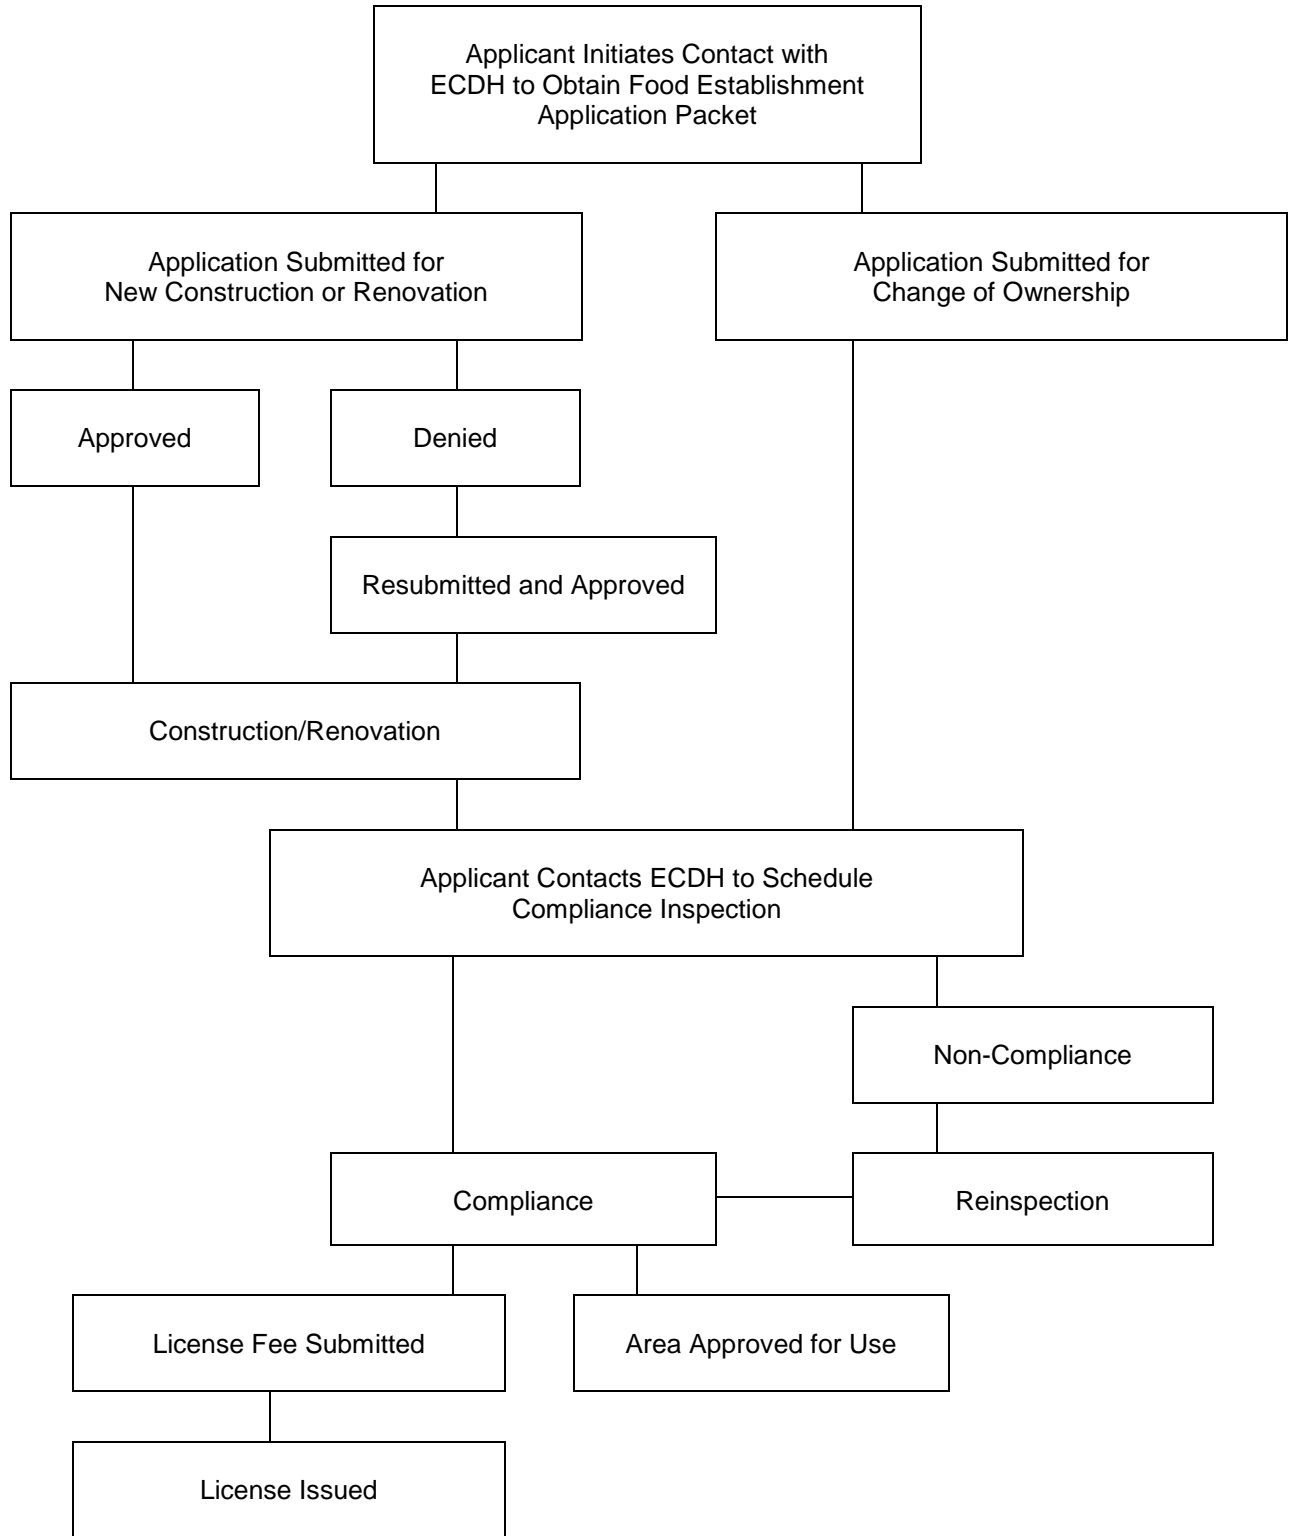 Applicant Initiates Contact with
ECDH to Obtain Food Establishment
Application Packet
Application Submitted for
New Construction or Renovation
Application Submitted for
Change of Ownership
Approved
Denied
Resubmitted and Approved
Construction/Renovation
Applicant Contacts ECDH to Schedule
Compliance Inspection
Non-Compliance
Compliance
Reinspection
License Fee Submitted
Area Approved for Use
License Issued